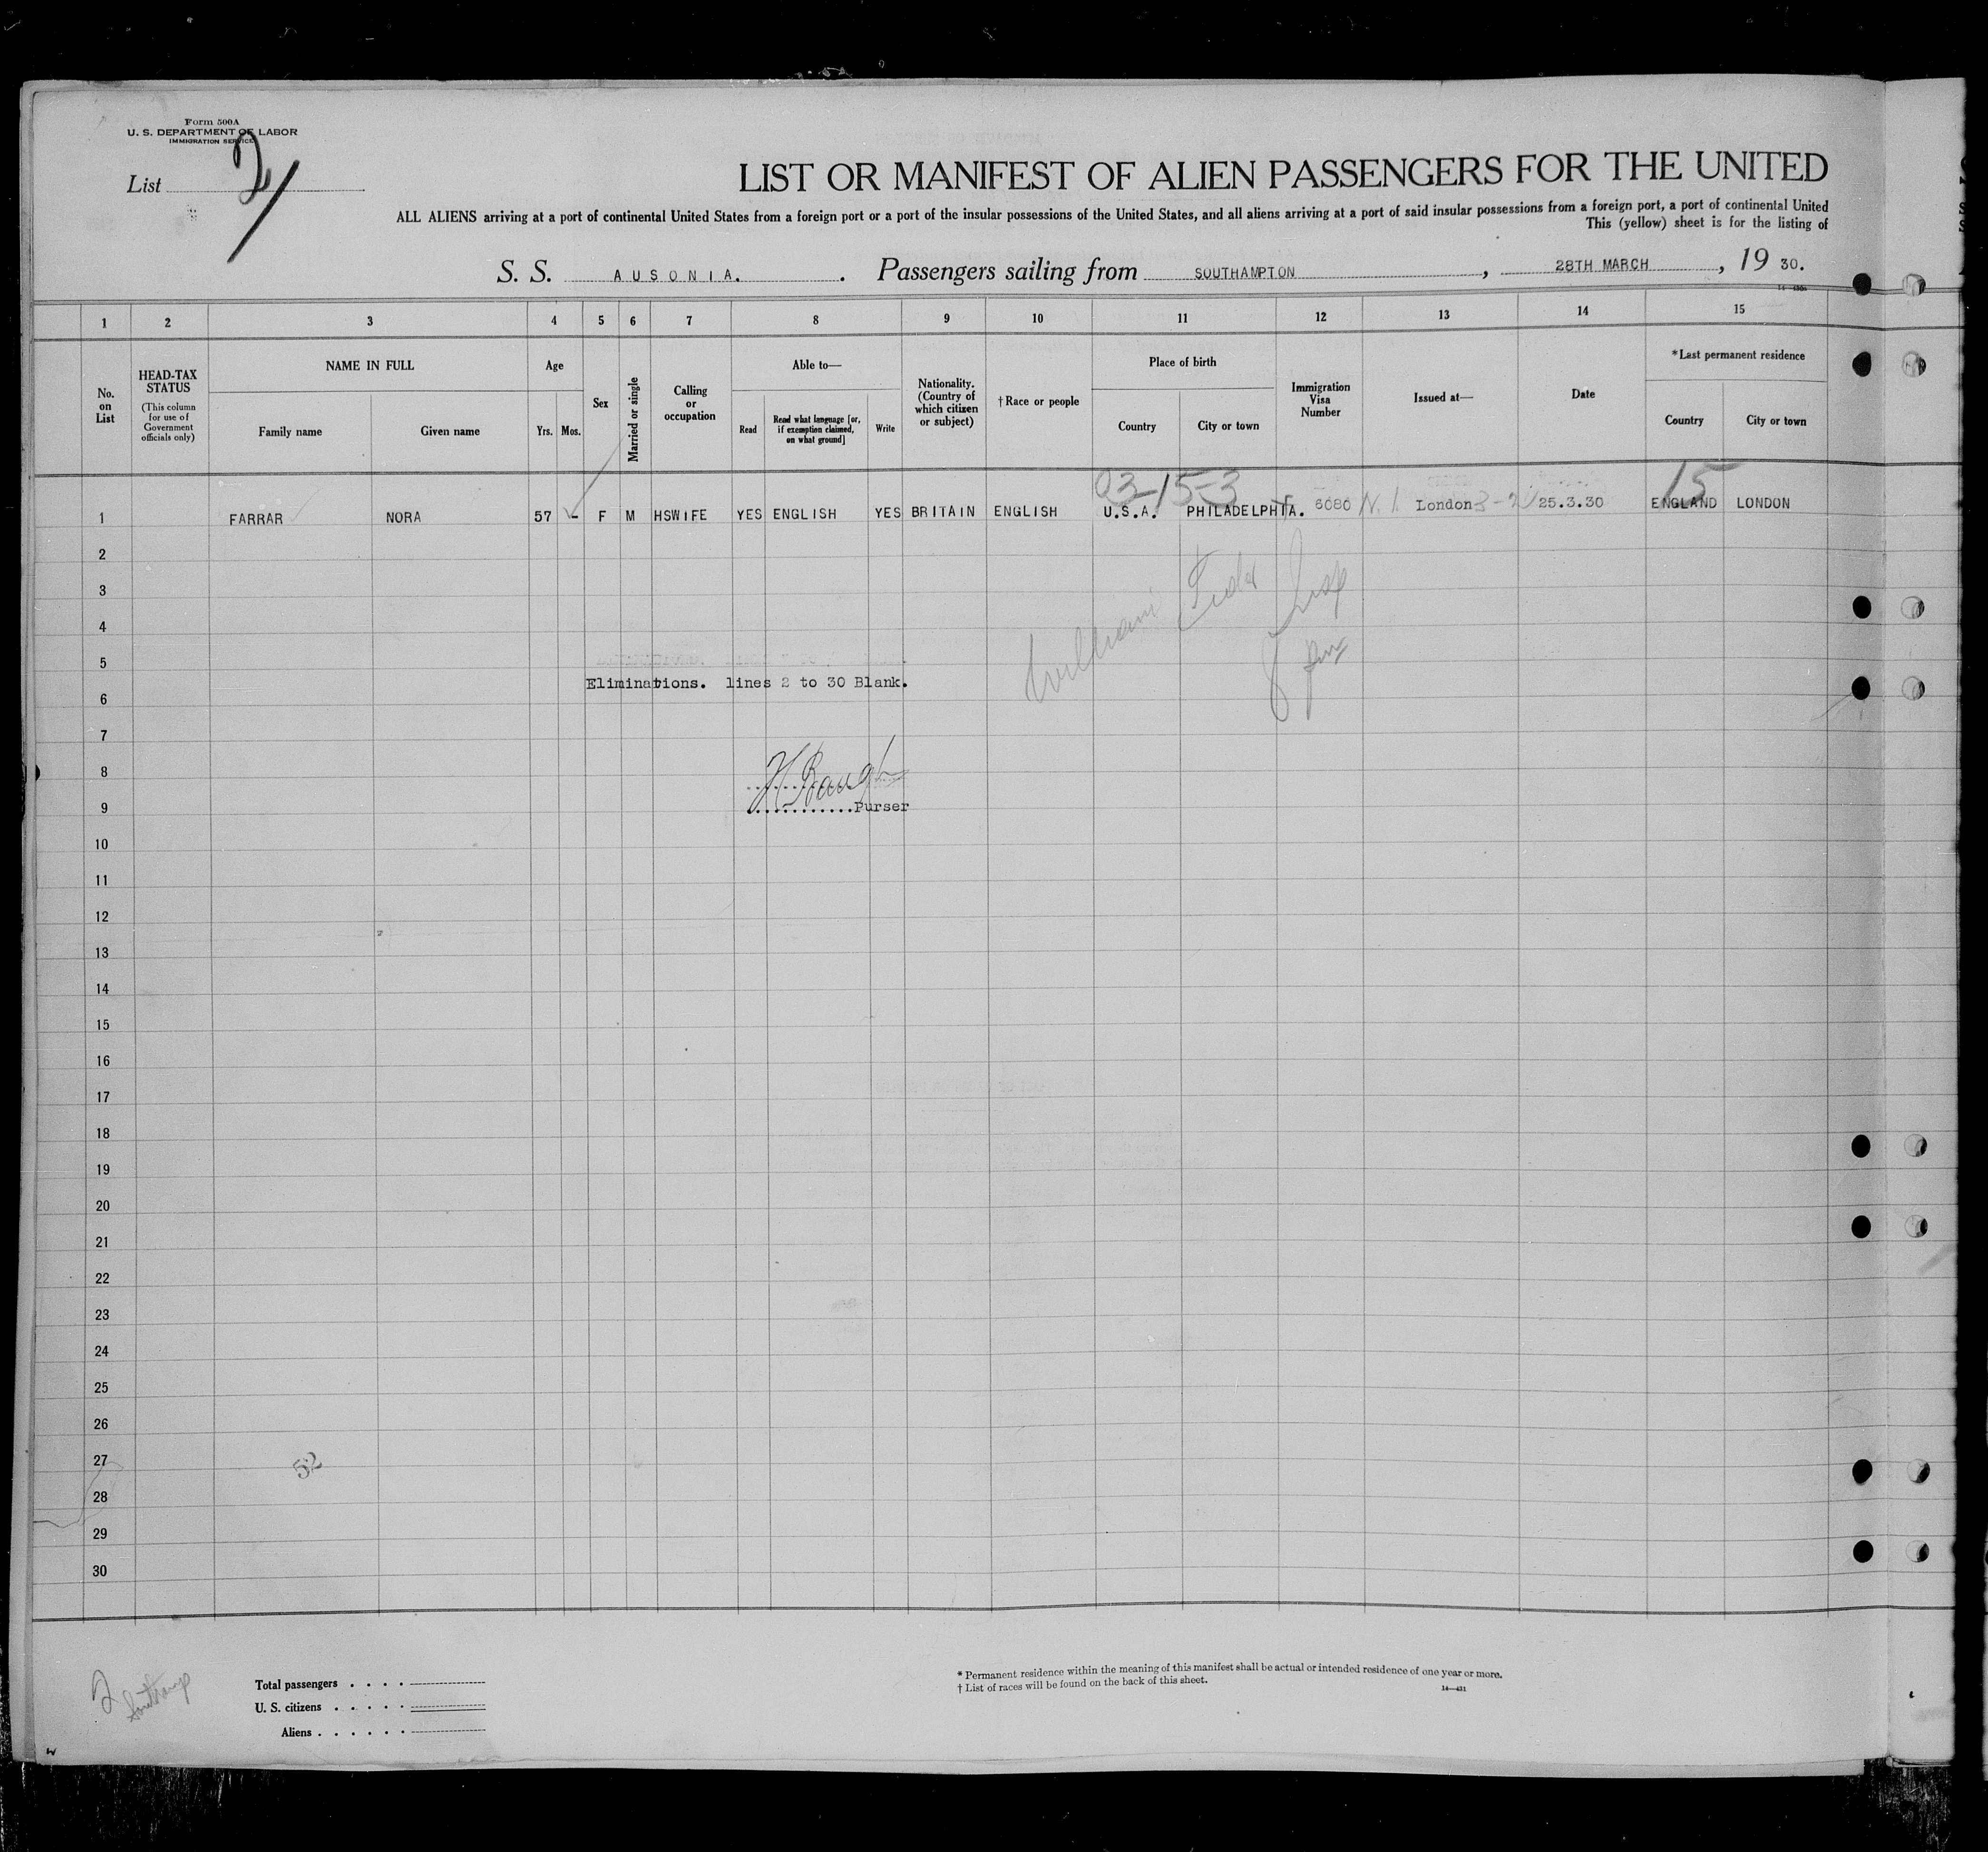 Form 500A
U. S. DEPARTMENT OF LABOR
IMMIGRATION SERVICE
List 2
LIST OR MANIFEST OF ALIEN PASSENGERS FOR THE UNITED
ALL ALIENS arriving at a port of continental United States from a foreign port or a port of the insular possessions of the United States, and all aliens arriving at a port of said insular possessions from a foreign port, a port of continental United
This (yellow) sheet is for the listing of
S. S. AUSONIA. . Passengers sailing from SOUTHAMPTON , 28TH MARCH , 19 30.
1 2 3 4 5 6 7 8 9 10 11 12 13 14 15
No. on List
HEAD-TAX STATUS (This column for use of Government officials only)
NAME IN FULL
Family name Given name
Age
Yrs. Mos.
Sex
Married or single
Calling or occupation
Able to—
Read
Read what language [or, if exemption claimed, on what ground]
Write
Nationality. (Country of which citizen or subject)
†Race or people
Place of birth
Country City or town
Immigration Visa Number
Issued at—
Date
*Last permanent residence
Country City or town
03-15-3 15
1 FARRAR NORA 57 - F M HSWIFE YES ENGLISH YES BRITAIN ENGLISH U.S.A. PHILADELPHIA. 6080 London 25.3.30 ENGLAND LONDON
2
3
4
5
Eliminations. lines 2 to 30 Blank.
6
7
8
H Baugh
9
Purser
10
11
12
13
14
15
16
17
18
19
20
21
22
23
24
25
26
27
52
28
29
30
2
Southamp
Total passengers . . . .
U. S. citizens . . . . .
Aliens . . . . . .
* Permanent residence within the meaning of this manifest shall be actual or intended residence of one year or more.
† List of races will be found on the back of this sheet.
14—431